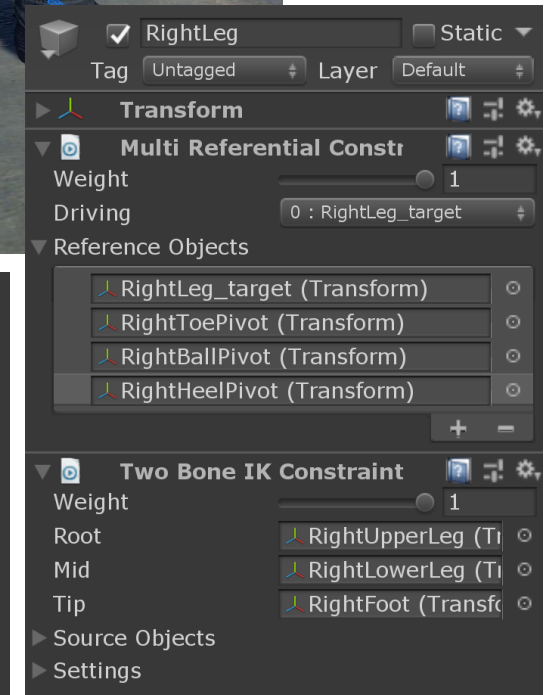 RightLeg Static
Tag Untagged Layer Default
Transform
Multi Referential Constr
Weight 1
Driving 0 : RightLeg_target
Reference Objects
RightLeg_target (Transform)
RightToePivot (Transform)
RightBallPivot (Transform)
RightHeelPivot (Transform)
Two Bone IK Constraint
Weight 1
Root RightUpperLeg (Tr
Mid RightLowerLeg (Tr
Tip RightFoot (Transfo
Source Objects
Settings